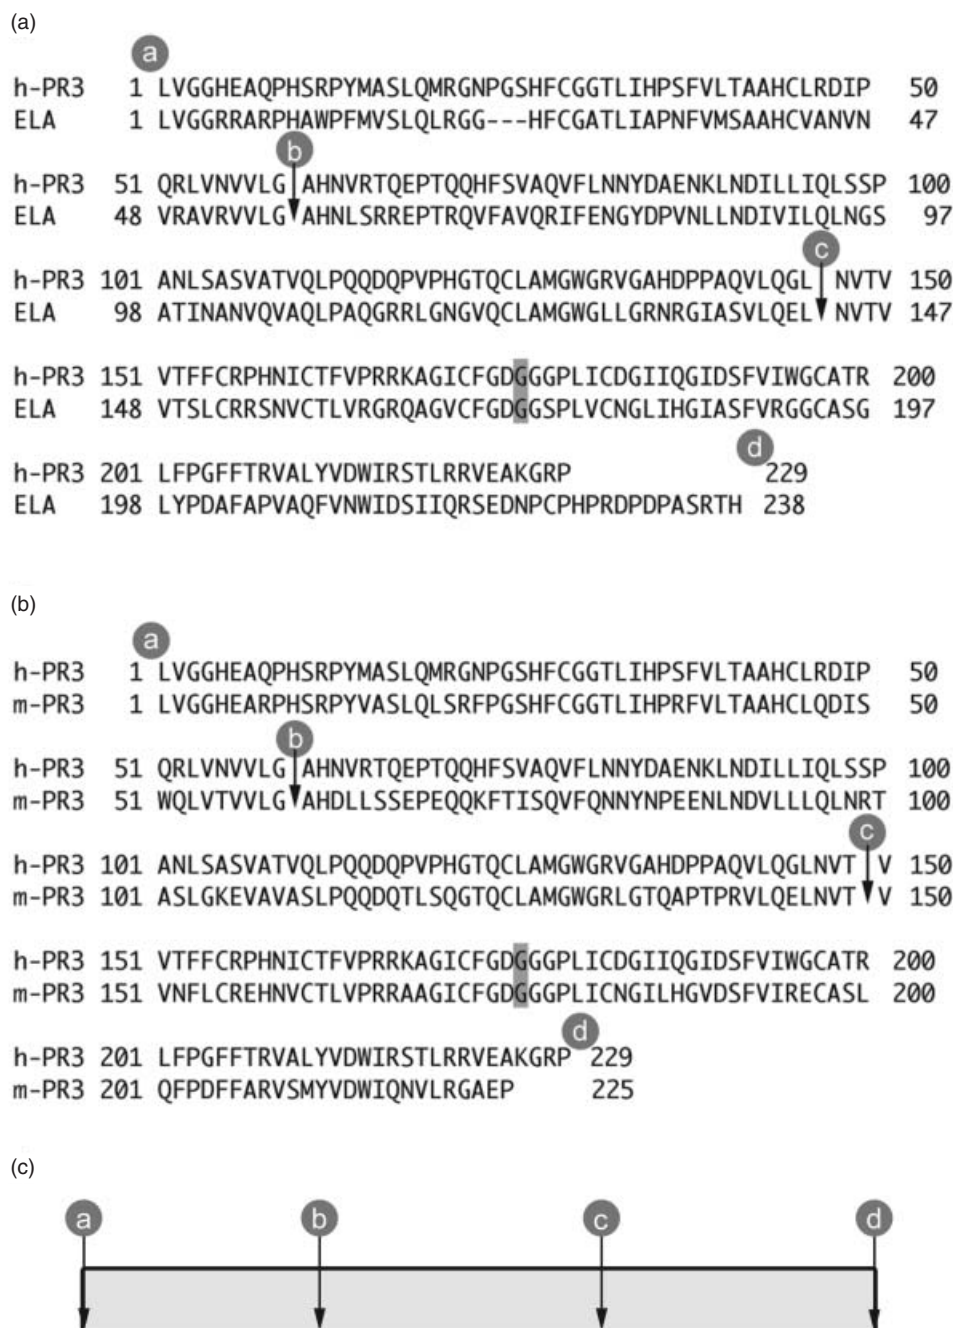 (a)
a
h-PR3 1 LVGGHEAQPHSRPYMASLQMRGNPGSHFCGGTLIHPSFVLTAAHCLRDIP 50
ELA 1 LVGGRRARPHAWPFMVSLQLRGG---HFCGATLIAPNFVMSAAHCVANVN 47
b
h-PR3 51 QRLVNVVLG AHNVRTQEPTQQHFSVAQVFLNNYDAENKLNDILLIQLSSP 100
ELA 48 VRAVRVVLG AHNLSRREPTRQVFAVQRIFENGYDPVNLLNDIVILQLNGS 97
c
h-PR3 101 ANLSASVATVQLPQQDQPVPHGTQCLAMGWGRVGAHDPPAQVLQGL NVTV 150
ELA 98 ATINANVQVAQLPAQGRRLGNGVQCLAMGWGLLGRNRGIASVLQEL NVTV 147
h-PR3 151 VTFFCRPHNICTFVPRRKAGICFGDGGGPLICDGIIQGIDSFVIWGCATR 200
ELA 148 VTSLCRRSNVCTLVRGRQAGVCFGDGGSPLVCNGLIHGIASFVRGGCASG 197
d
h-PR3 201 LFPGFFTRVALYVDWIRSTLRRVEAKGRP 229
ELA 198 LYPDAFAPVAQFVNWIDSIIQRSEDNPCPHPRDPDPASRTH 238
(b)
a
h-PR3 1 LVGGHEAQPHSRPYMASLQMRGNPGSHFCGGTLIHPSFVLTAAHCLRDIP 50
m-PR3 1 LVGGHEARPHSRPYVASLQLSRFPGSHFCGGTLIHPRFVLTAAHCLQDIS 50
b
h-PR3 51 QRLVNVVLG AHNVRTQEPTQQHFSVAQVFLNNYDAENKLNDILLIQLSSP 100
m-PR3 51 WQLVTVVLG AHDLLSSEPEQQKFTISQVFQNNYNPEENLNDVLLLQLNRT 100
c
h-PR3 101 ANLSASVATVQLPQQDQPVPHGTQCLAMGWGRVGAHDPPAQVLQGLNVT V 150
m-PR3 101 ASLGKEVAVASLPQQDQTLSQGTQCLAMGWGRLGTQAPTPRVLQELNVT V 150
h-PR3 151 VTFFCRPHNICTFVPRRKAGICFGDGGGPLICDGIIQGIDSFVIWGCATR 200
m-PR3 151 VNFLCREHNVCTLVPRRAAGICFGDGGGPLICNGILHGVDSFVIRECASL 200
d
h-PR3 201 LFPGFFTRVALYVDWIRSTLRRVEAKGRP 229
m-PR3 201 QFPDFFARVSMYVDWIQNVLRGAEP 225
(c)
a b c d